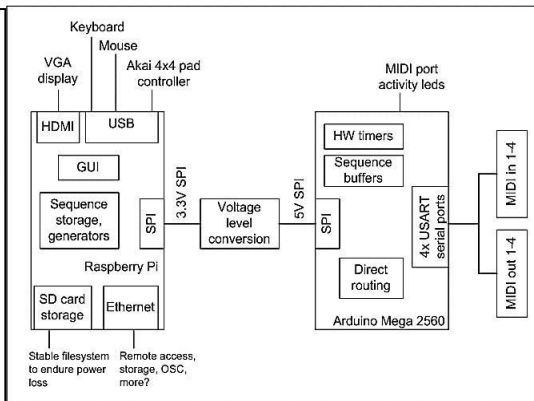 Keyboard
Mouse
VGA
display
Akai 4x4 pad
controller
HDMI
USB
GUI
Sequence
storage,
generators
SPI
Raspberry Pi
SD card
storage
Ethernet
Stable filesystem
to endure power
loss
Remote access,
storage, OSC,
more?
3.3V SPI
Voltage
level
conversion
5V SPI
MIDI port
activity leds
HW timers
Sequence
buffers
SPI
4x USART
serial ports
Direct
routing
Arduino Mega 2560
MIDI in 1-4
MIDI out 1-4